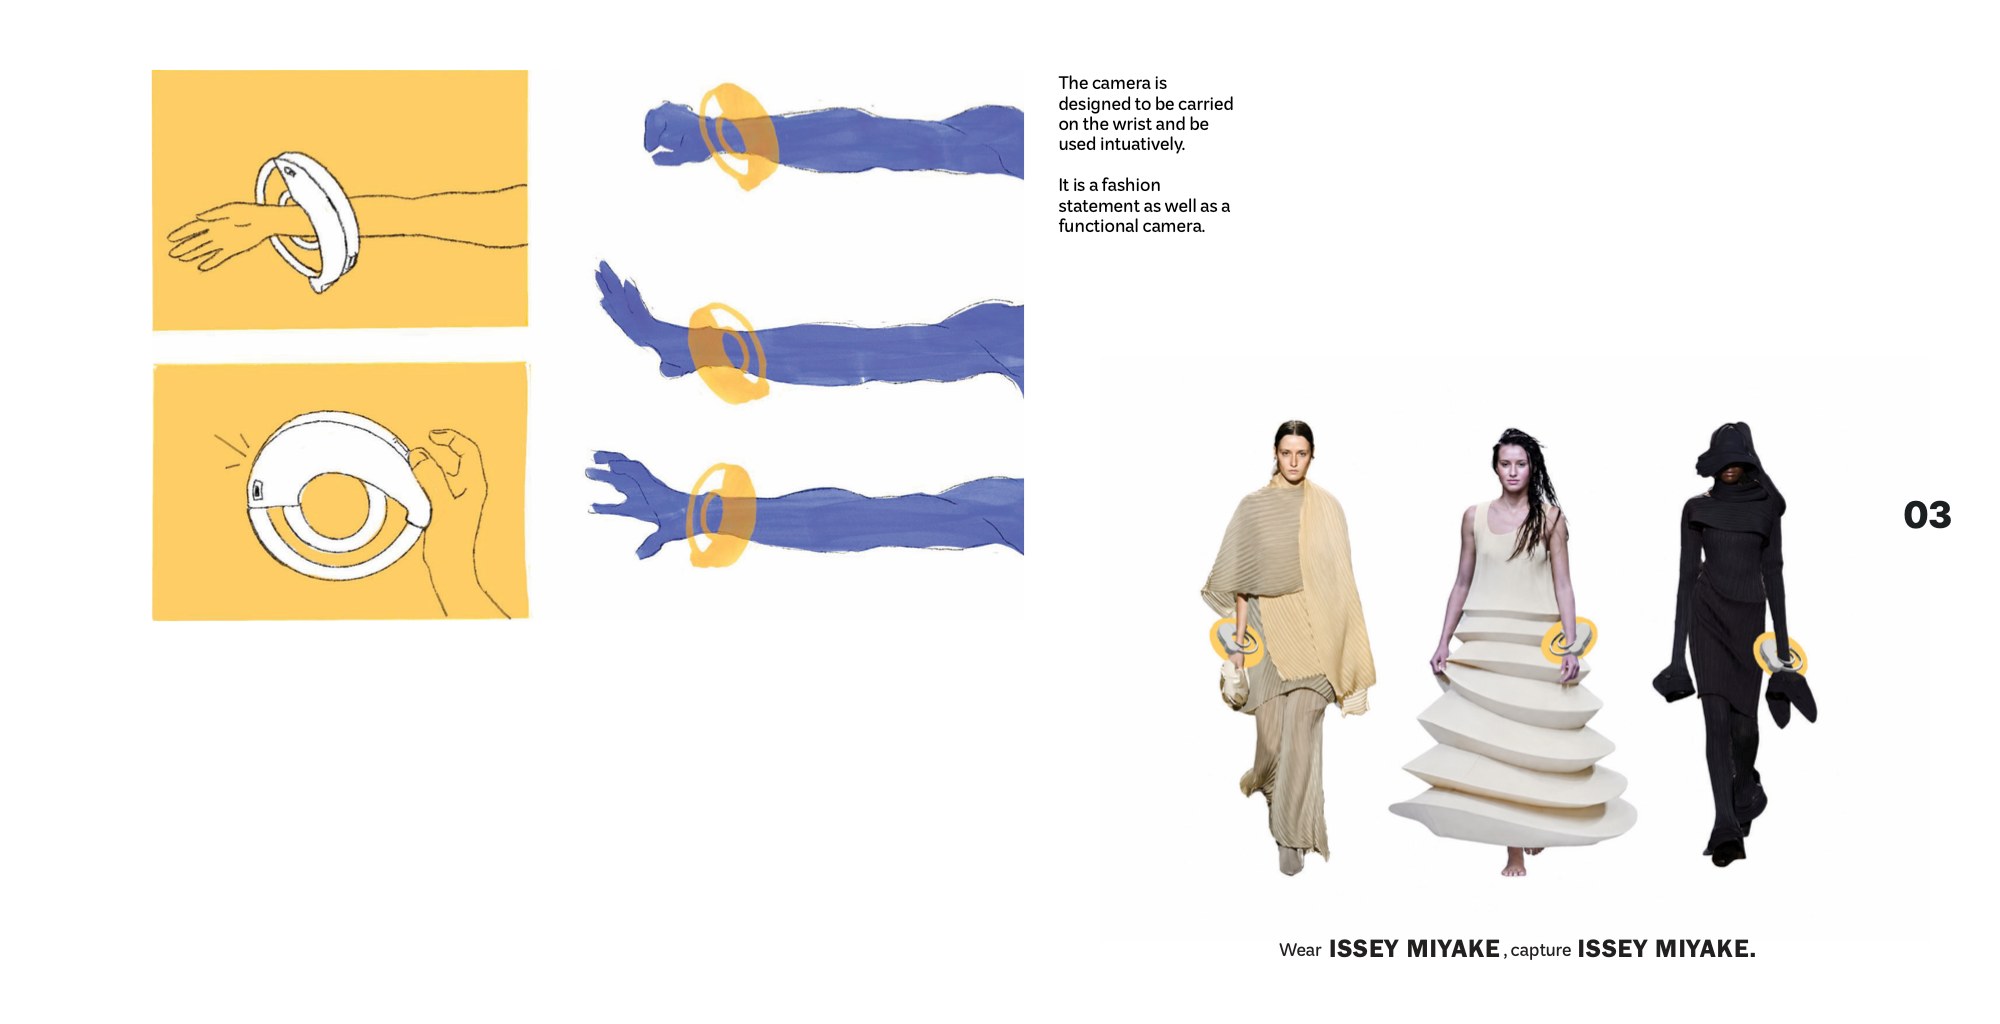 The camera is
designed to be carried
on the wrist and be
used intuatively.
It is a fashion
statement as well as a
functional camera.
03
Wear ISSEY MIYAKE, capture ISSEY MIYAKE.